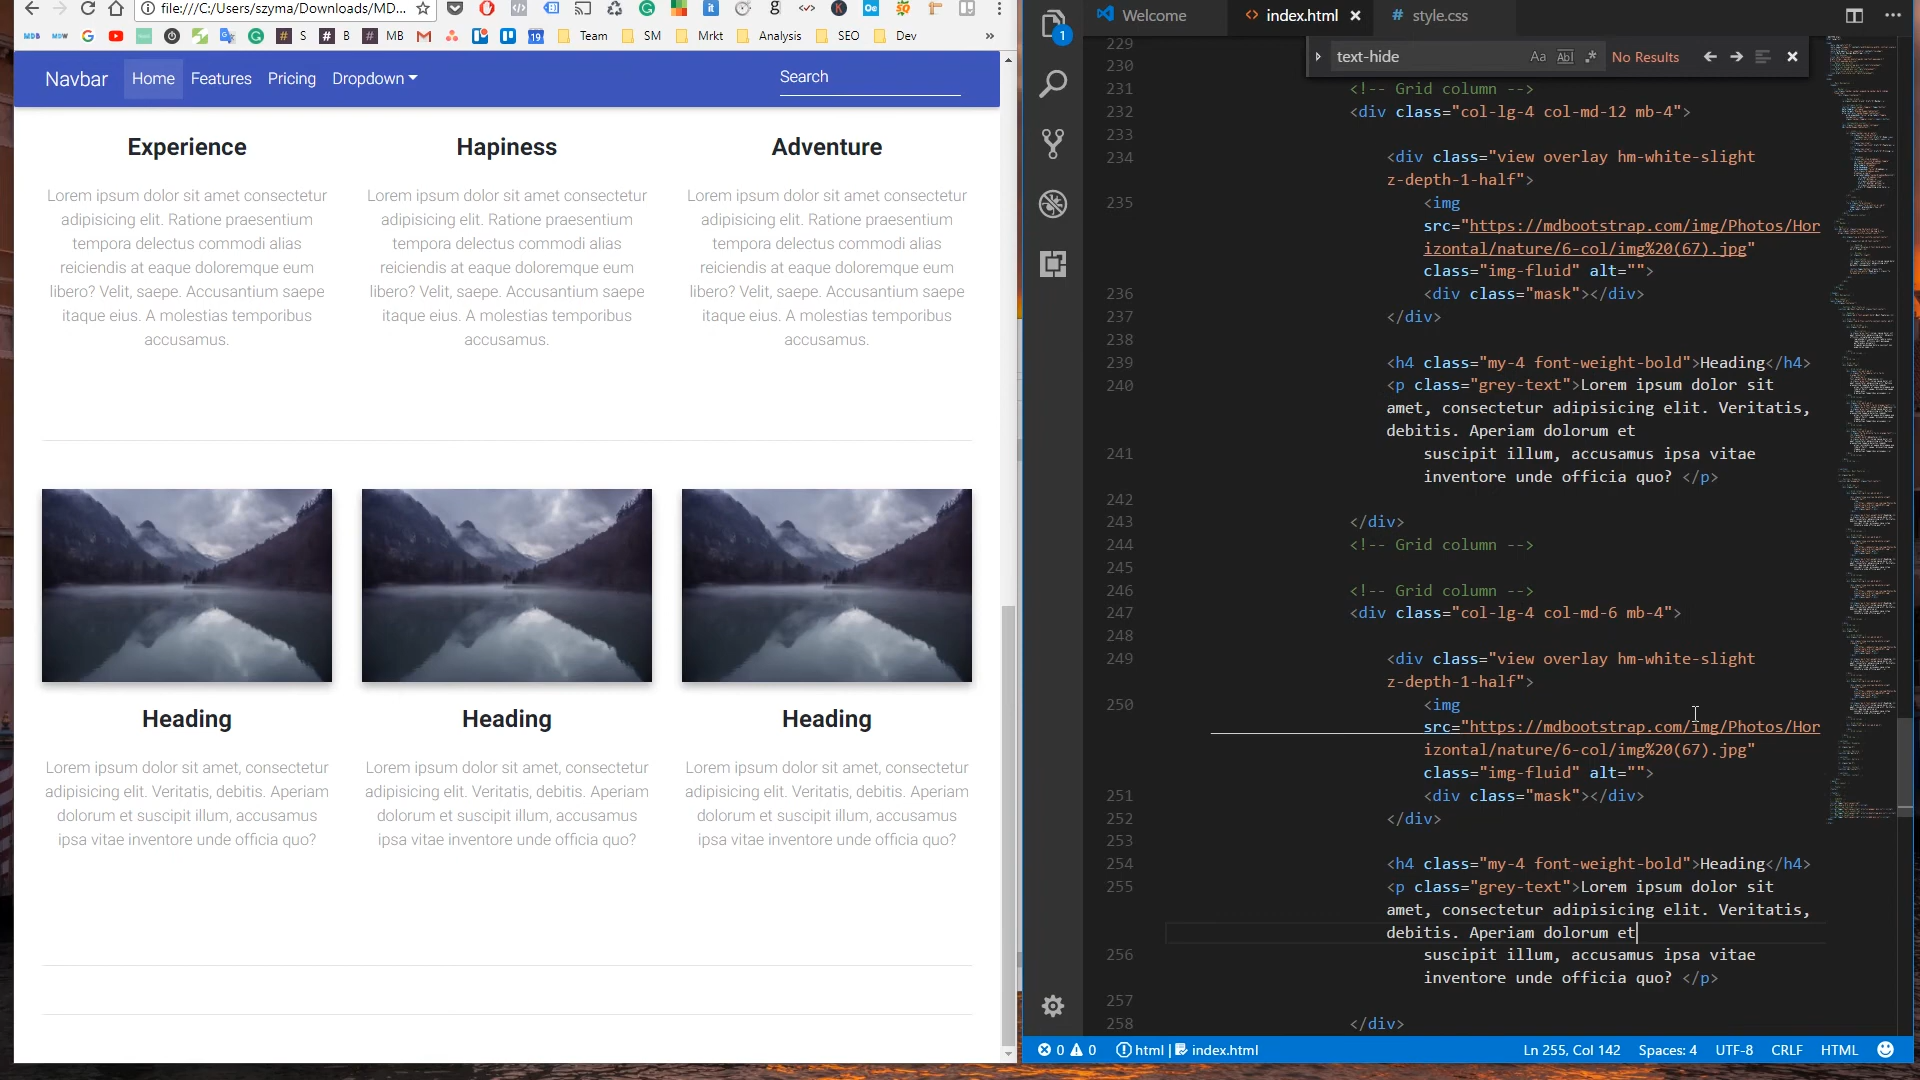 file:///C:/Users/szyma/Downloads/MD...
S
B
MB
Team
SM
Mrkt
Analysis
SEO
Dev
»
Navbar
Home
Features
Pricing
Dropdown
Search
Experience
Lorem ipsum dolor sit amet consectetur
adipisicing elit. Ratione praesentium
tempora delectus commodi alias
reiciendis at eaque doloremque eum
libero? Velit, saepe. Accusantium saepe
itaque eius. A molestias temporibus
accusamus.
Hapiness
Lorem ipsum dolor sit amet consectetur
adipisicing elit. Ratione praesentium
tempora delectus commodi alias
reiciendis at eaque doloremque eum
libero? Velit, saepe. Accusantium saepe
itaque eius. A molestias temporibus
accusamus.
Adventure
Lorem ipsum dolor sit amet consectetur
adipisicing elit. Ratione praesentium
tempora delectus commodi alias
reiciendis at eaque doloremque eum
libero? Velit, saepe. Accusantium saepe
itaque eius. A molestias temporibus
accusamus.
Heading
Lorem ipsum dolor sit amet, consectetur
adipisicing elit. Veritatis, debitis. Aperiam
dolorum et suscipit illum, accusamus
ipsa vitae inventore unde officia quo?
Heading
Lorem ipsum dolor sit amet, consectetur
adipisicing elit. Veritatis, debitis. Aperiam
dolorum et suscipit illum, accusamus
ipsa vitae inventore unde officia quo?
Heading
Lorem ipsum dolor sit amet, consectetur
adipisicing elit. Veritatis, debitis. Aperiam
dolorum et suscipit illum, accusamus
ipsa vitae inventore unde officia quo?
1
Welcome
<> index.html
# style.css
text-hide
Aa
Abl
.*
No Results
229
230
231 <!-- Grid column -->
232 <div class="col-lg-4 col-md-12 mb-4">
233
234 <div class="view overlay hm-white-slight
z-depth-1-half">
235 <img
src="https://mdbootstrap.com/img/Photos/Hor
izontal/nature/6-col/img%20(67).jpg"
class="img-fluid" alt="">
236 <div class="mask"></div>
237 </div>
238
239 <h4 class="my-4 font-weight-bold">Heading</h4>
240 <p class="grey-text">Lorem ipsum dolor sit
amet, consectetur adipisicing elit. Veritatis,
debitis. Aperiam dolorum et
241 suscipit illum, accusamus ipsa vitae
inventore unde officia quo? </p>
242
243 </div>
244 <!-- Grid column -->
245
246 <!-- Grid column -->
247 <div class="col-lg-4 col-md-6 mb-4">
248
249 <div class="view overlay hm-white-slight
z-depth-1-half">
250 <img
src="https://mdbootstrap.com/img/Photos/Hor
izontal/nature/6-col/img%20(67).jpg"
class="img-fluid" alt="">
251 <div class="mask"></div>
252 </div>
253
254 <h4 class="my-4 font-weight-bold">Heading</h4>
255 <p class="grey-text">Lorem ipsum dolor sit
amet, consectetur adipisicing elit. Veritatis,
debitis. Aperiam dolorum et
256 suscipit illum, accusamus ipsa vitae
inventore unde officia quo? </p>
257
258 </div>
0
0
html
index.html
Ln 255, Col 142
Spaces: 4
UTF-8
CRLF
HTML